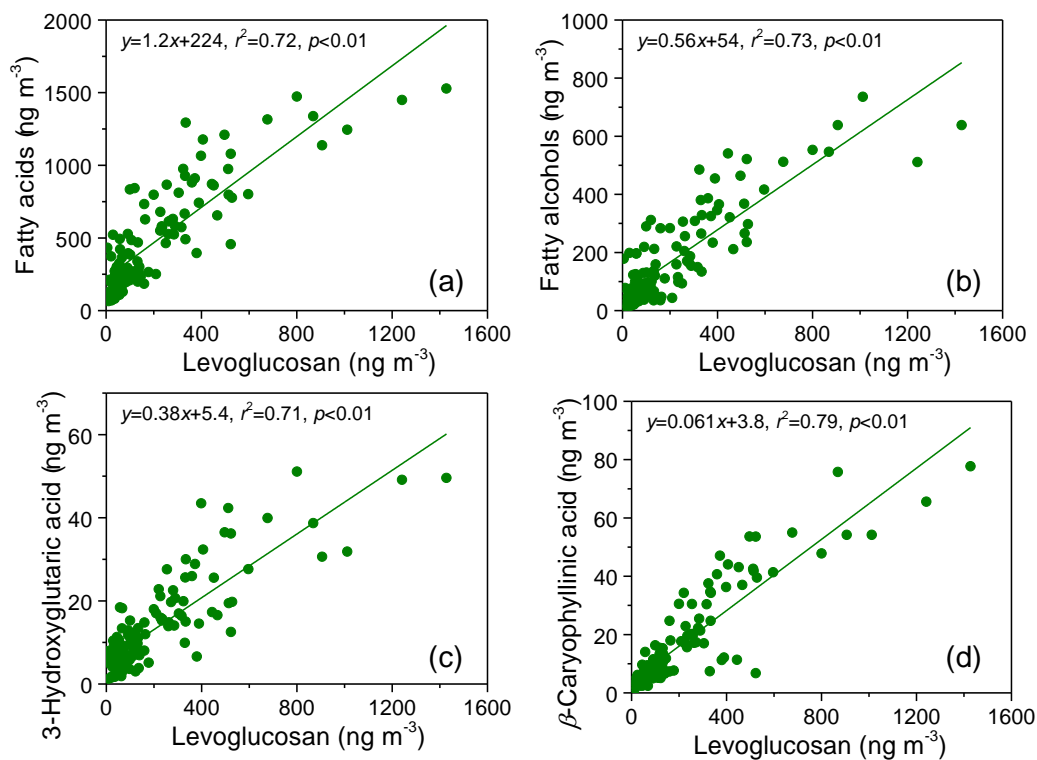 y=1.2x+224, r²=0.72, p<0.01
2000
1500
1000
500
0
Fatty acids (ng m⁻³)
(a)
0 400 800 1200 1600
Levoglucosan (ng m⁻³)
y=0.56x+54, r²=0.73, p<0.01
1000
800
600
400
200
0
Fatty alcohols (ng m⁻³)
(b)
0 400 800 1200 1600
Levoglucosan (ng m⁻³)
y=0.38x+5.4, r²=0.71, p<0.01
60
40
20
0
3-Hydroxyglutaric acid (ng m⁻³)
(c)
0 400 800 1200 1600
Levoglucosan (ng m⁻³)
100
y=0.061x+3.8, r²=0.79, p<0.01
80
60
40
20
0
β-Caryophyllinic acid (ng m⁻³)
(d)
0 400 800 1200 1600
Levoglucosan (ng m⁻³)